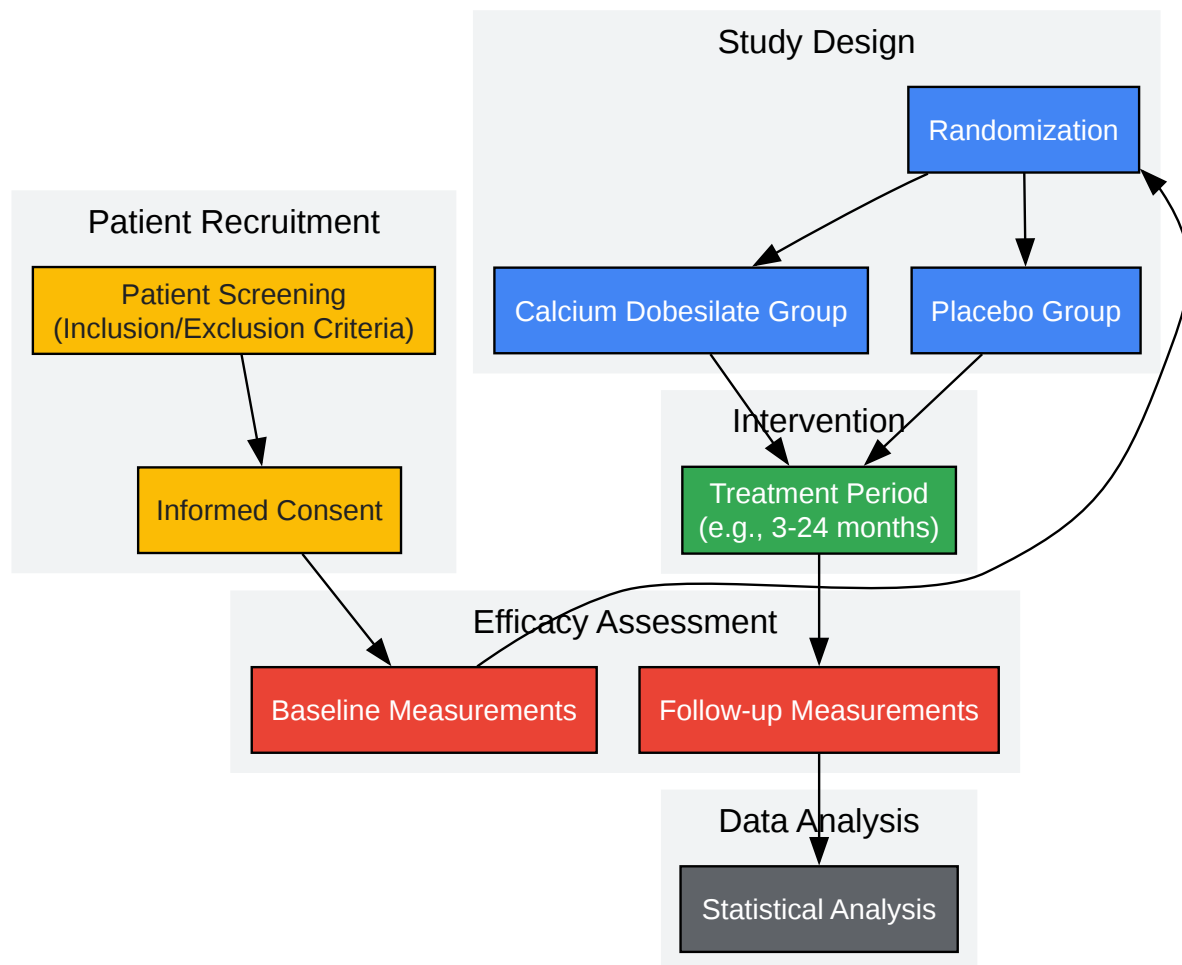 Study Design
Randomization
Patient Recruitment
Patient Screening
(Inclusion/Exclusion Criteria)
Calcium Dobesilate Group
Placebo Group
Intervention
Informed Consent
Treatment Period
(e.g., 3-24 months)
Efficacy Assessment
Baseline Measurements
Follow-up Measurements
Data Analysis
Statistical Analysis